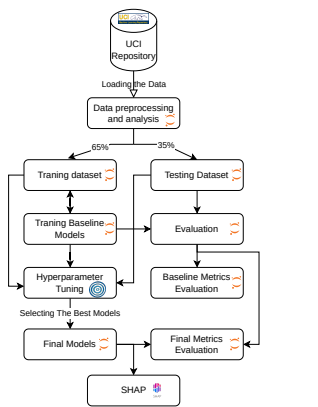 UCI
UCI
Repository
Loading the Data
Data preprocessing
and analysis
65%
35%
Traning dataset
Testing Dataset
Traning Baseline
Models
Evaluation
Hyperparameter
Tuning
Baseline Metrics
Evaluation
Selecting The Best Models
Final Models
Final Metrics
Evaluation
SHAP